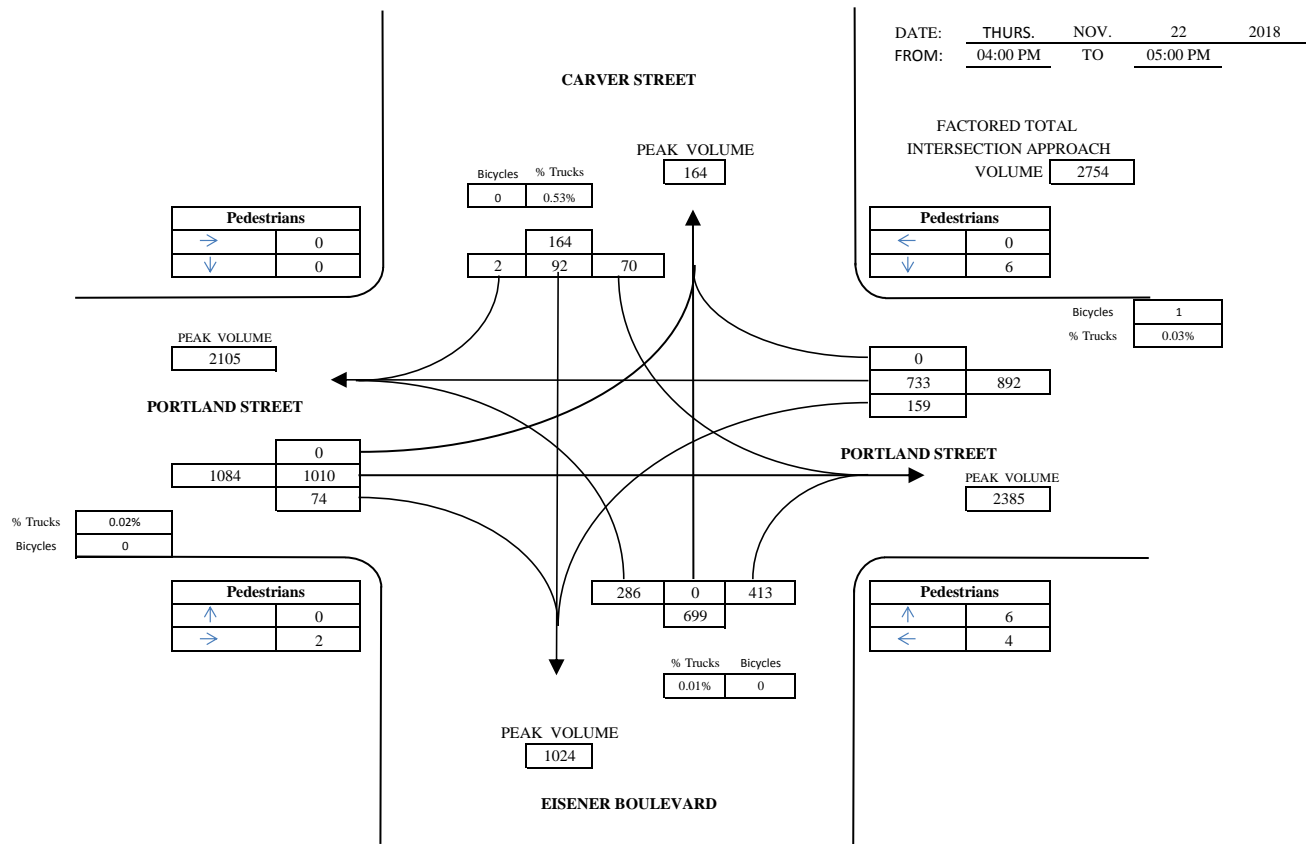 DATE: THURS. NOV. 22 2018
FROM: 04:00 PM TO 05:00 PM
CARVER STREET
FACTORED TOTAL
INTERSECTION APPROACH
VOLUME 2754
PEAK VOLUME
164
Bicycles % Trucks
0 0.53%
Pedestrians
→ 0
↓ 0
164
2 92 70
Pedestrians
← 0
↓ 6
Bicycles 1
% Trucks 0.03%
PEAK VOLUME
2105
PORTLAND STREET
0
733 892
159
0
1084 1010
74
PORTLAND STREET
PEAK VOLUME
2385
% Trucks 0.02%
Bicycles 0
Pedestrians
↑ 0
→ 2
286 0 413
699
Pedestrians
↑ 6
← 4
% Trucks Bicycles
0.01% 0
PEAK VOLUME
1024
EISENER BOULEVARD